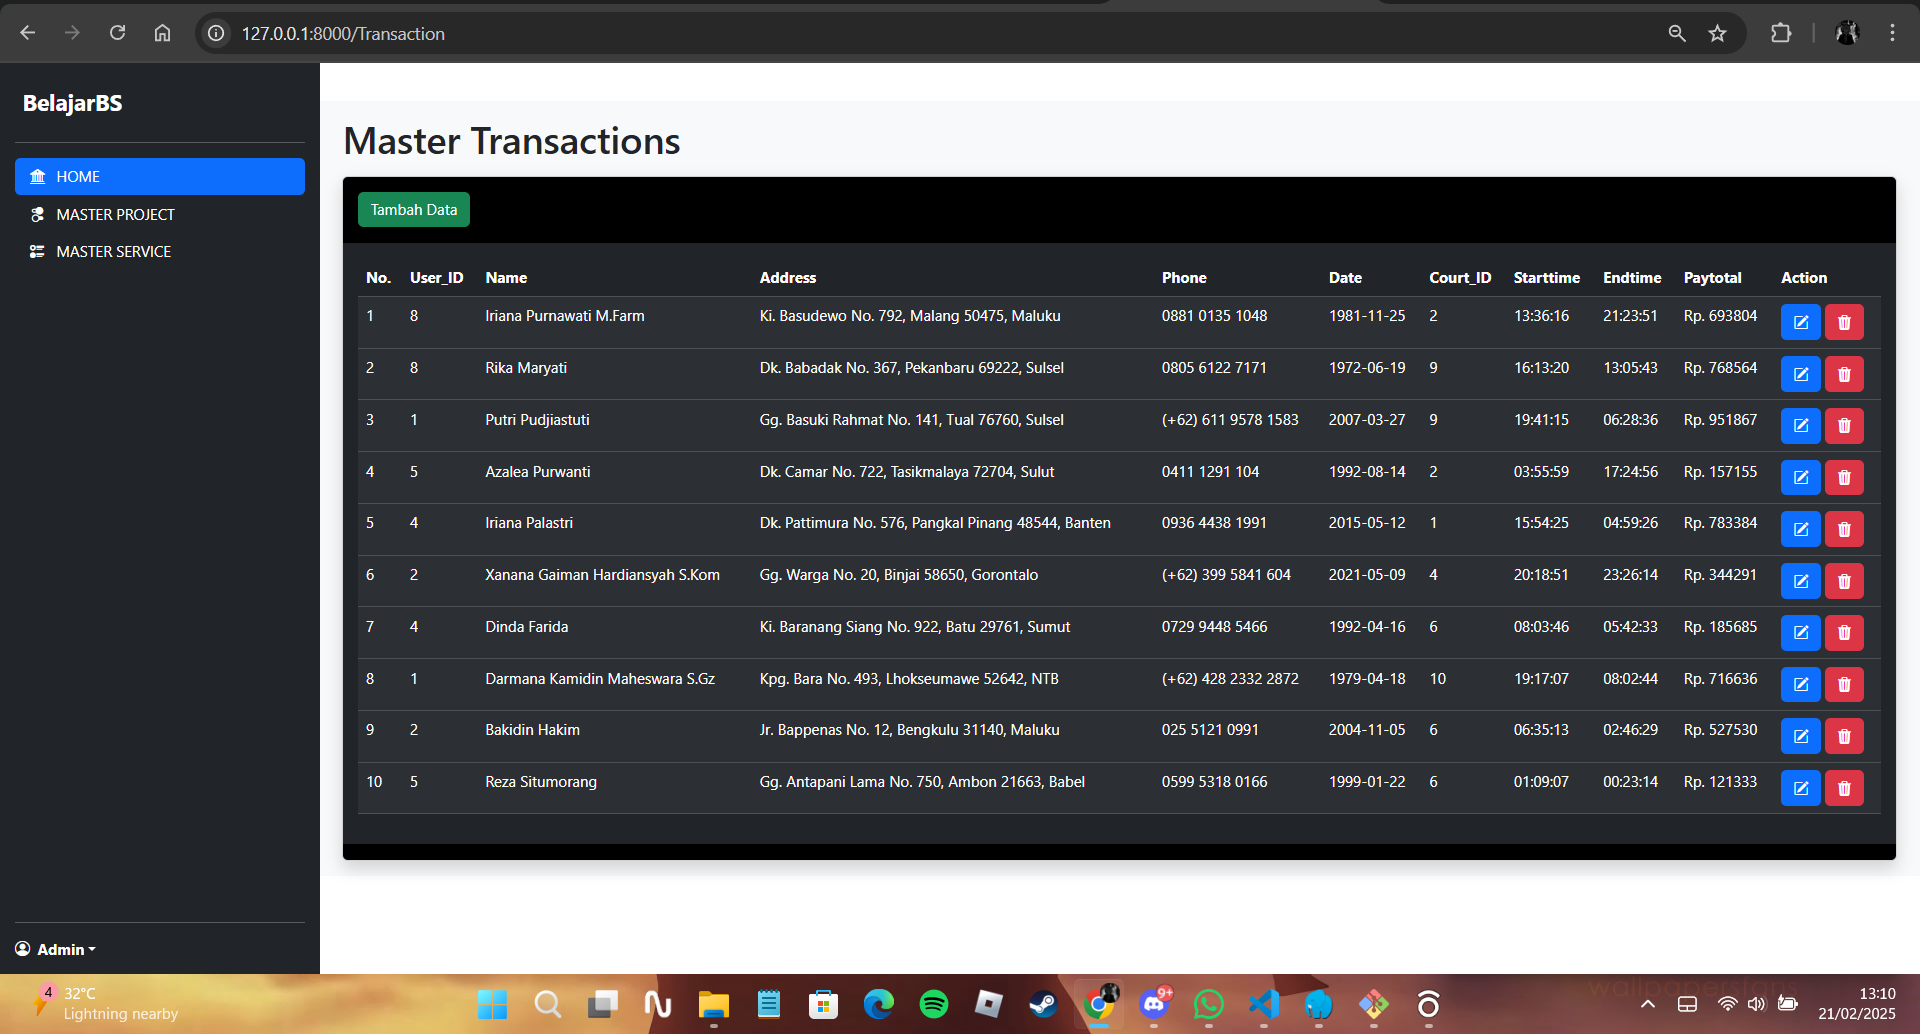 127.0.0.1:8000/Transaction
BelajarBS
HOME
MASTER PROJECT
MASTER SERVICE
Master Transactions
Tambah Data
No. User_ID Name Address Phone Date Court_ID Starttime Endtime Paytotal Action
1 8 Iriana Purnawati M.Farm Ki. Basudewo No. 792, Malang 50475, Maluku 0881 0135 1048 1981-11-25 2 13:36:16 21:23:51 Rp. 693804
2 8 Rika Maryati Dk. Babadak No. 367, Pekanbaru 69222, Sulsel 0805 6122 7171 1972-06-19 9 16:13:20 13:05:43 Rp. 768564
3 1 Putri Pudjiastuti Gg. Basuki Rahmat No. 141, Tual 76760, Sulsel (+62) 611 9578 1583 2007-03-27 9 19:41:15 06:28:36 Rp. 951867
4 5 Azalea Purwanti Dk. Camar No. 722, Tasikmalaya 72704, Sulut 0411 1291 104 1992-08-14 2 03:55:59 17:24:56 Rp. 157155
5 4 Iriana Palastri Dk. Pattimura No. 576, Pangkal Pinang 48544, Banten 0936 4438 1991 2015-05-12 1 15:54:25 04:59:26 Rp. 783384
6 2 Xanana Gaiman Hardiansyah S.Kom Gg. Warga No. 20, Binjai 58650, Gorontalo (+62) 399 5841 604 2021-05-09 4 20:18:51 23:26:14 Rp. 344291
7 4 Dinda Farida Ki. Baranang Siang No. 922, Batu 29761, Sumut 0729 9448 5466 1992-04-16 6 08:03:46 05:42:33 Rp. 185685
8 1 Darmana Kamidin Maheswara S.Gz Kpg. Bara No. 493, Lhokseumawe 52642, NTB (+62) 428 2332 2872 1979-04-18 10 19:17:07 08:02:44 Rp. 716636
9 2 Bakidin Hakim Jr. Bappenas No. 12, Bengkulu 31140, Maluku 025 5121 0991 2004-11-05 6 06:35:13 02:46:29 Rp. 527530
10 5 Reza Situmorang Gg. Antapani Lama No. 750, Ambon 21663, Babel 0599 5318 0166 1999-01-22 6 01:09:07 00:23:14 Rp. 121333
Admin
4
32°C
Lightning nearby
9+
13:10
21/02/2025